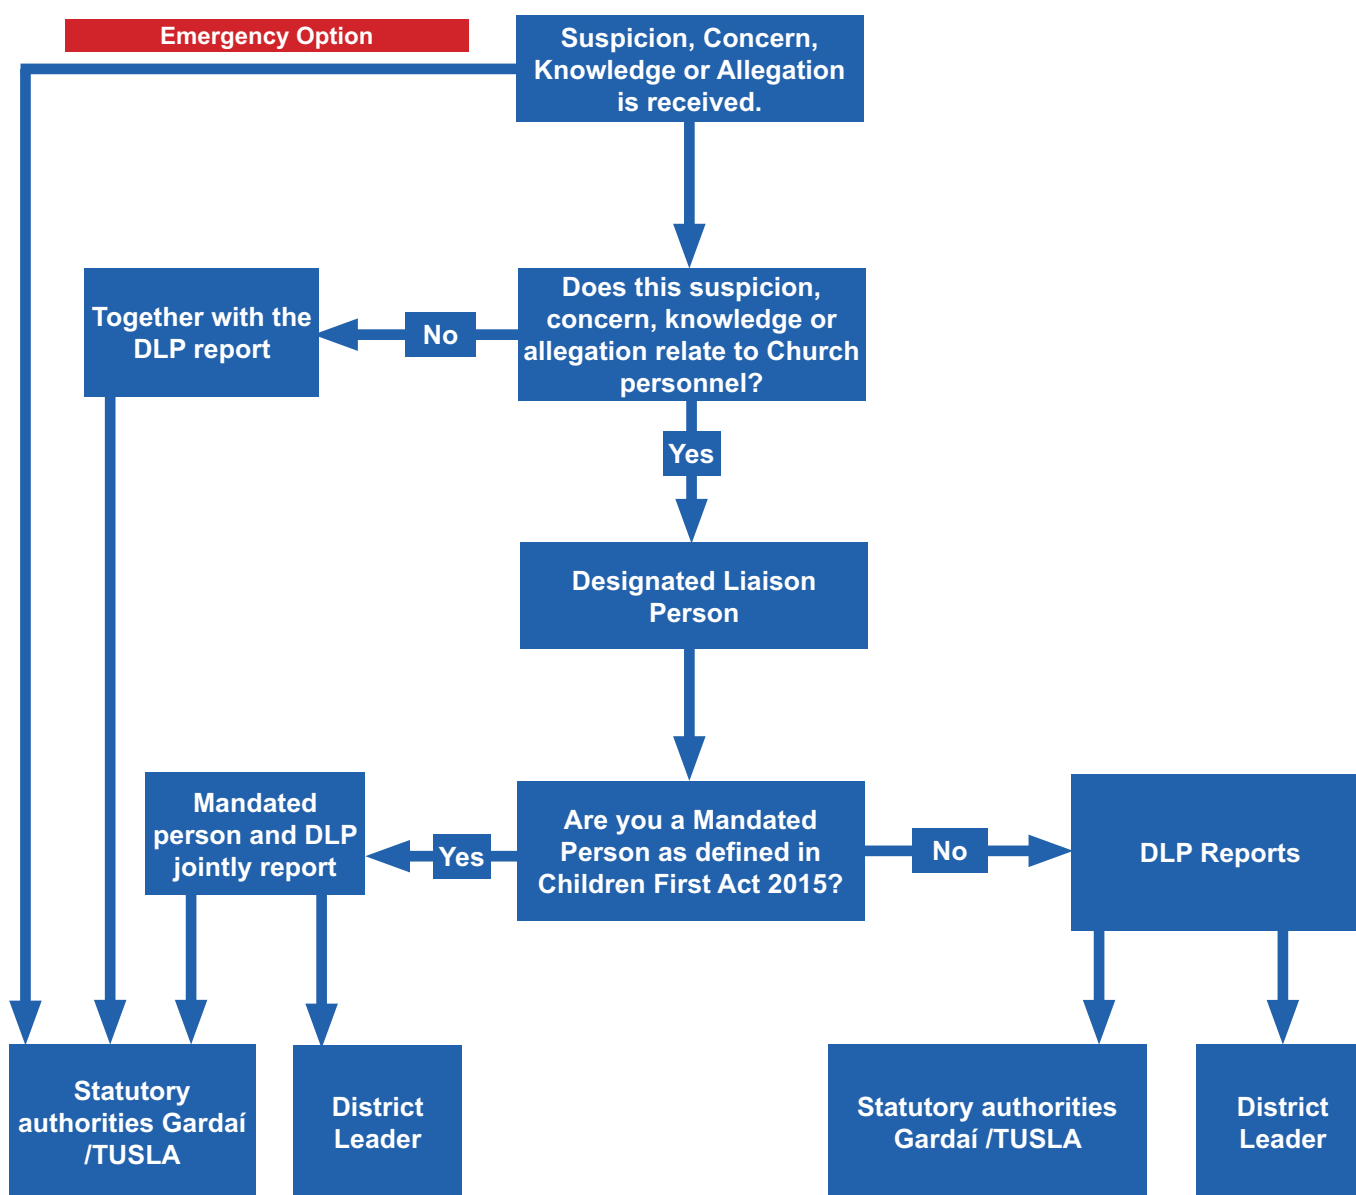 Emergency Option
Suspicion, Concern,
Knowledge or Allegation
is received.
Together with the
DLP report
No
Does this suspicion,
concern, knowledge or
allegation relate to Church
personnel?
Yes
Designated Liaison
Person
Mandated
person and DLP
jointly report
Yes
Are you a Mandated
Person as defined in
Children First Act 2015?
No
DLP Reports
Statutory
authorities Gardaí
/TUSLA
District
Leader
Statutory authorities
Gardaí /TUSLA
District
Leader